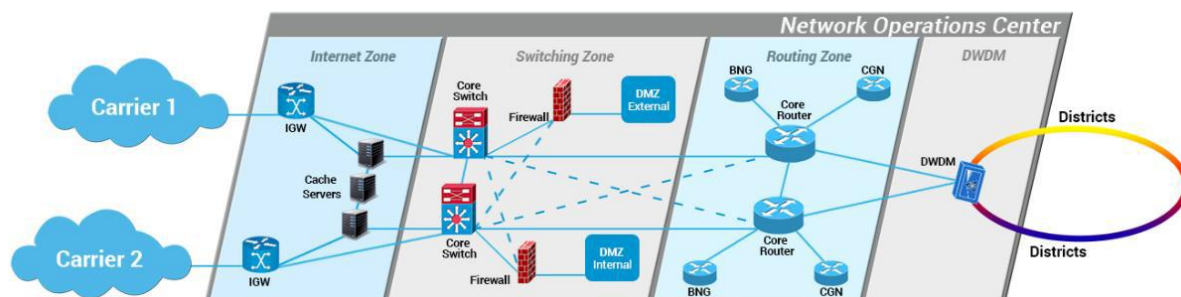 Network Operations Center
Internet Zone
Switching Zone
Routing Zone
DWDM
Carrier 1
IGW
Cache
Servers
Core
Switch
Firewall
DMZ
External
BNG
CGN
Core
Router
DWDM
Districts
Carrier 2
IGW
Core
Switch
Firewall
DMZ
Internal
Core
Router
BNG
CGN
Districts